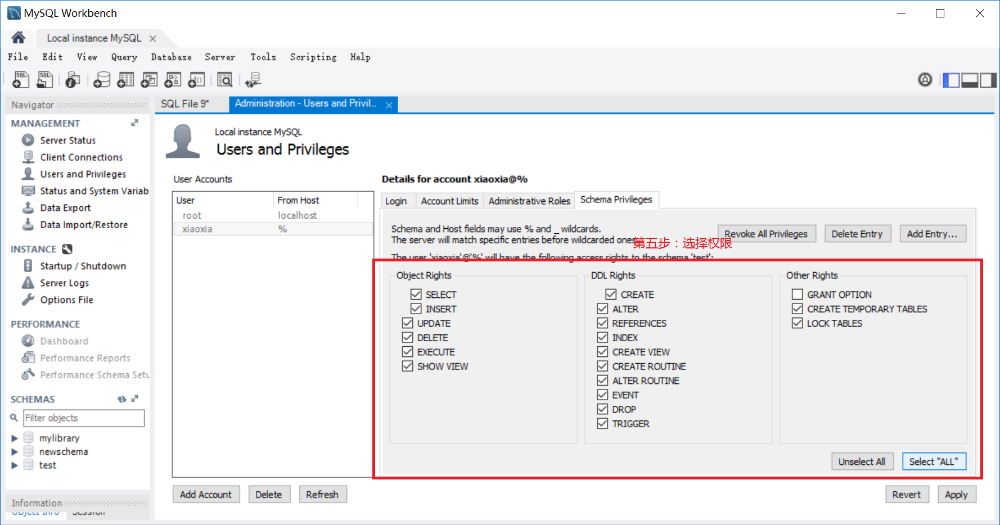 MySQL Workbench
Local instance MySQL
File Edit View Query Database Server Tools Scripting Help
Navigator
MANAGEMENT
Server Status
Client Connections
Users and Privileges
Status and System Variab
Data Export
Data Import/Restore
INSTANCE
Startup / Shutdown
Server Logs
Options File
PERFORMANCE
Dashboard
Performance Reports
Performance Schema Setu
SCHEMAS
Filter objects
mylibrary
newschema
test
Information
Object Info Session
SQL File 9*
Administration - Users and Privil...
Local instance MySQL
Users and Privileges
User Accounts
User From Host
root localhost
xiaoxia %
Add Account Delete Refresh
Details for account xiaoxia@%
Login Account Limits Administrative Roles Schema Privileges
Schema and Host fields may use % and _ wildcards.
The server will match specific entries before wildcarded ones.
Revoke All Privileges Delete Entry Add Entry...
第五步：选择权限
The user 'xiaoxia'@'%' will have the following access rights to the schema 'test':
Object Rights
SELECT
INSERT
UPDATE
DELETE
EXECUTE
SHOW VIEW
DDL Rights
CREATE
ALTER
REFERENCES
INDEX
CREATE VIEW
CREATE ROUTINE
ALTER ROUTINE
EVENT
DROP
TRIGGER
Other Rights
GRANT OPTION
CREATE TEMPORARY TABLES
LOCK TABLES
Unselect All Select "ALL"
Revert Apply